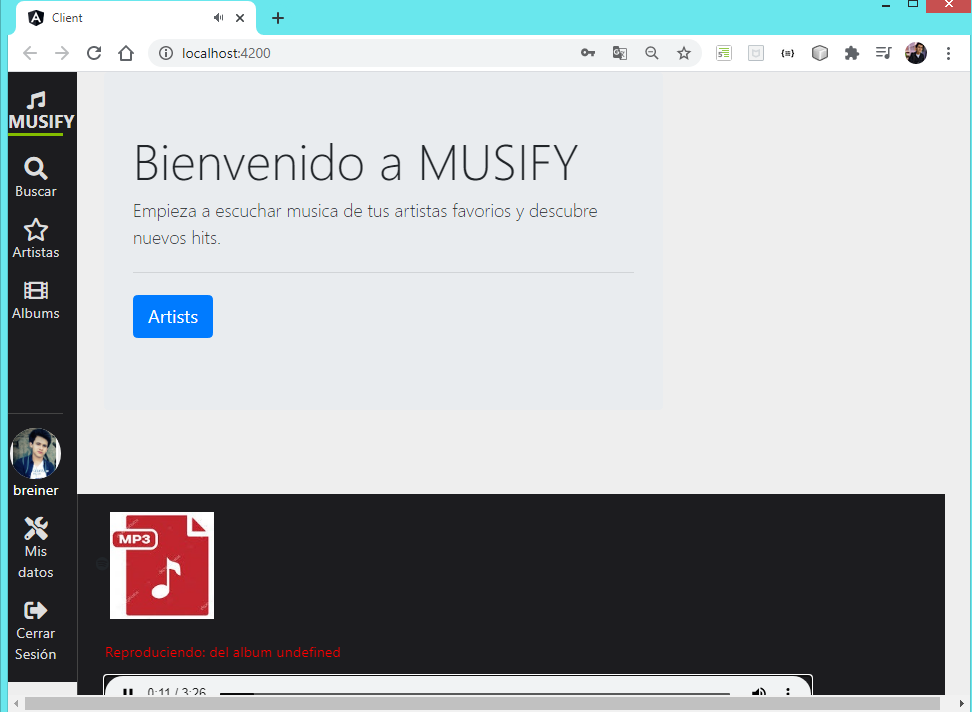 Client
localhost:4200
MUSIFY
Buscar
Artistas
Albums
breiner
Mis
datos
Cerrar
Sesión
Bienvenido a MUSIFY
Empieza a escuchar musica de tus artistas favorios y descubre
nuevos hits.
Artists
MP3
Reproduciendo: del album undefined
0:11 / 3:26